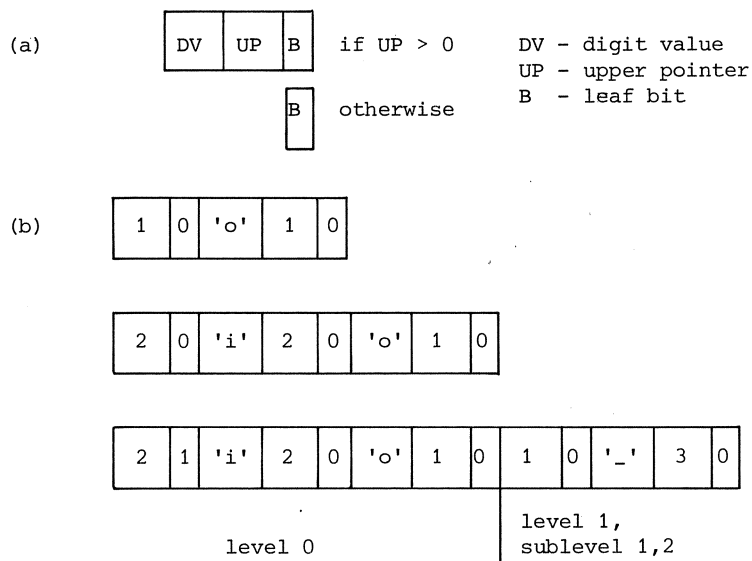 (a) DV UP B if UP > 0 DV - digit value
UP - upper pointer
B otherwise B - leaf bit
(b) 1 0 'o' 1 0
2 0 'i' 2 0 'o' 1 0
2 1 'i' 2 0 'o' 1 0 1 0 '_' 3 0
level 0
level 1,
sublevel 1,2